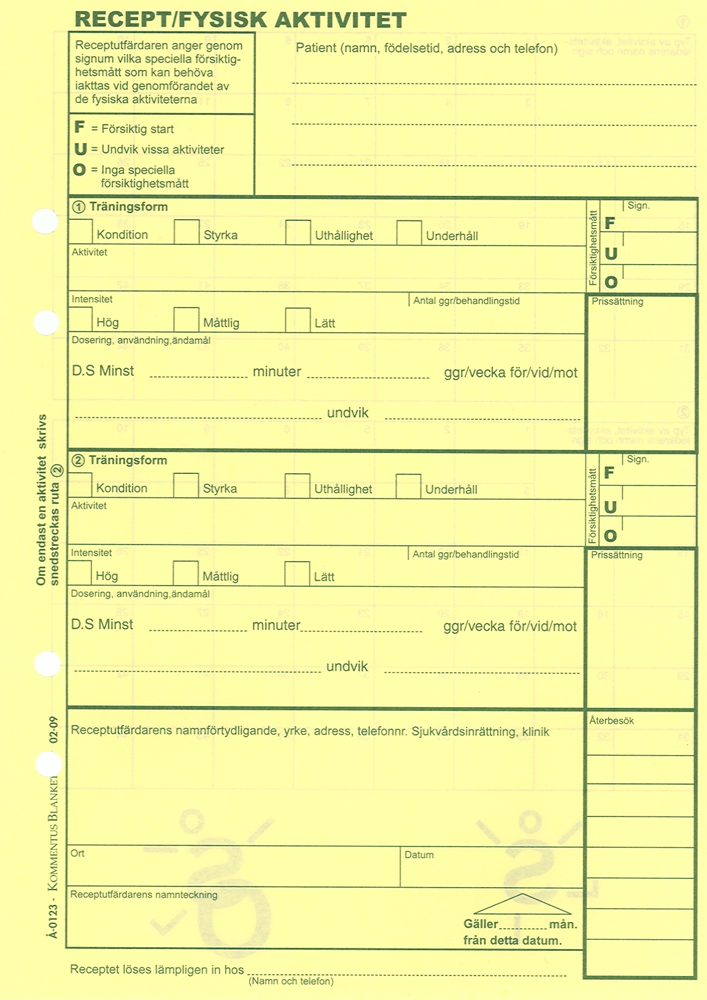 RECEPT/FYSISK AKTIVITET
Receptutfärdaren anger genom
signum vilka speciella försiktig-
hetsmått som kan behöva
iakttas vid genomförandet av
de fysiska aktiviteterna
F = Försiktig start
U = Undvik vissa aktiviteter
O = Inga speciella
försiktighetsmått
Patient (namn, födelsetid, adress och telefon)
1 Träningsform
Kondition Styrka Uthållighet Underhåll
Försiktighetsmått
Sign.
F
U
O
Aktivitet
Intensitet Antal ggr/behandlingstid
Prissättning
Hög Måttlig Lätt
Dosering, användning,ändamål
D.S Minst minuter ggr/vecka för/vid/mot
undvik
2 Träningsform
Kondition Styrka Uthållighet Underhåll
Försiktighetsmått
Sign.
F
U
O
Aktivitet
Intensitet Antal ggr/behandlingstid
Prissättning
Hög Måttlig Lätt
Dosering, användning,ändamål
D.S Minst minuter ggr/vecka för/vid/mot
undvik
Receptutfärdarens namnförtydligande, yrke, adress, telefonnr. Sjukvårdsinrättning, klinik
Återbesök
Ort Datum
Receptutfärdarens namnteckning
Gäller mån.
från detta datum.
Receptet löses lämpligen in hos
(Namn och telefon)
Om endast en aktivitet skrivs
snedstreckas ruta 2
Å-0123 - KOMMENTUS BLANKET 02-09